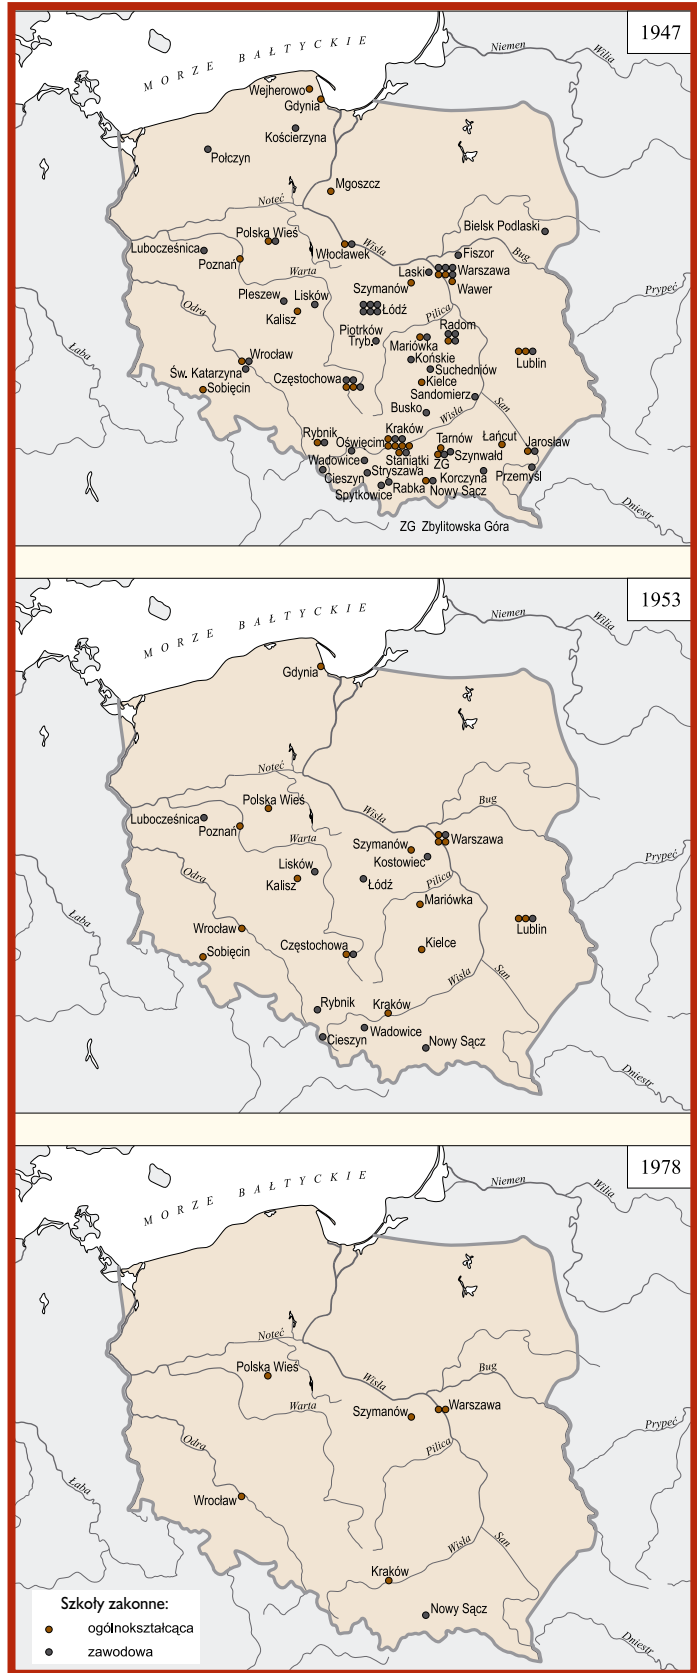 1947
MORZE BAŁTYCKIE
Niemen
Wilia
Wejherowo
Gdynia
Kościerzyna
Połczyn
Mgoszcz
Noteć
Polska Wieś
Bielsk Podlaski
Lubocześnica
Włocławek
Wisła
Fiszor
Bug
Poznań
Warta
Laski
Warszawa
Szymanów
Wawer
Prypeć
Pleszew
Lisków
Odra
Kalisz
Łódź
Pilica
Piotrków
Tryb.
Radom
Mariówka
Łaba
Wrocław
Końskie
Lublin
Św. Katarzyna
Suchedniów
Częstochowa
Kielce
Sobięcin
Sandomierz
Busko
Wisła
San
Rybnik
Kraków
Oświęcim
Tarnów
Łańcut
Jarosław
Staniątki
ZG
Szynwałd
Wadowice
Stryszawa
Cieszyn
Korczyna
Przemyśl
Spytkowice
Rabka
Nowy Sącz
Dniestr
ZG Zbylitowska Góra
1953
MORZE BAŁTYCKIE
Niemen
Wilia
Gdynia
Noteć
Polska Wieś
Bug
Lubocześnica
Wisła
Poznań
Warta
Szymanów
Warszawa
Kostowiec
Prypeć
Lisków
Odra
Kalisz
Łódź
Pilica
Mariówka
Łaba
Wrocław
Lublin
Częstochowa
Kielce
Sobięcin
Wisła
San
Rybnik
Kraków
Wadowice
Cieszyn
Nowy Sącz
Dniestr
1978
MORZE BAŁTYCKIE
Niemen
Wilia
Noteć
Polska Wieś
Bug
Wisła
Warta
Szymanów
Warszawa
Prypeć
Odra
Pilica
Łaba
Wrocław
Wisła
San
Kraków
Nowy Sącz
Dniestr
Szkoły zakonne:
ogólnokształcąca
zawodowa